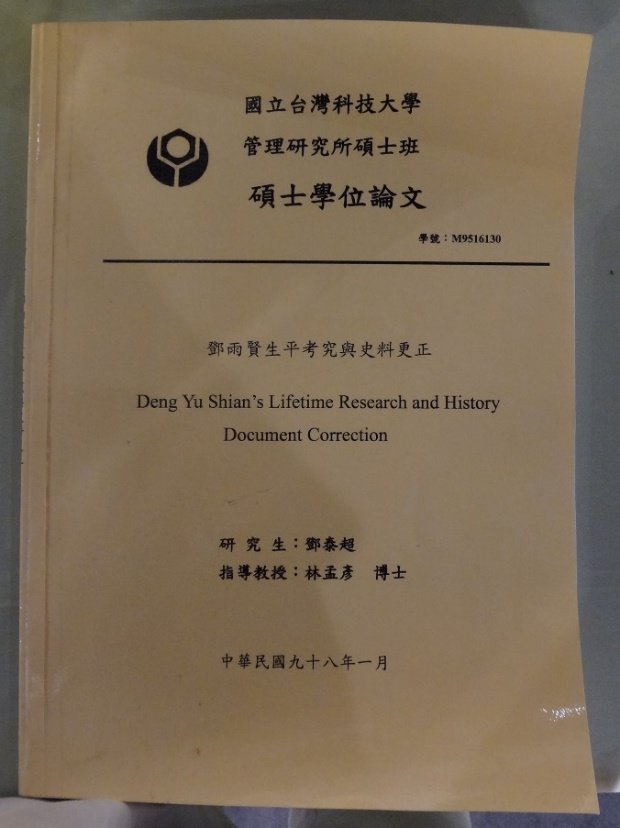 國立台灣科技大學
管理研究所碩士班
碩士學位論文
學號：M9516130
鄧雨賢生平考究與史料更正
Deng Yu Shian's Lifetime Research and History
Document Correction
研 究 生：鄧泰超
指導教授：林孟彥 博士
中華民國九十八年一月